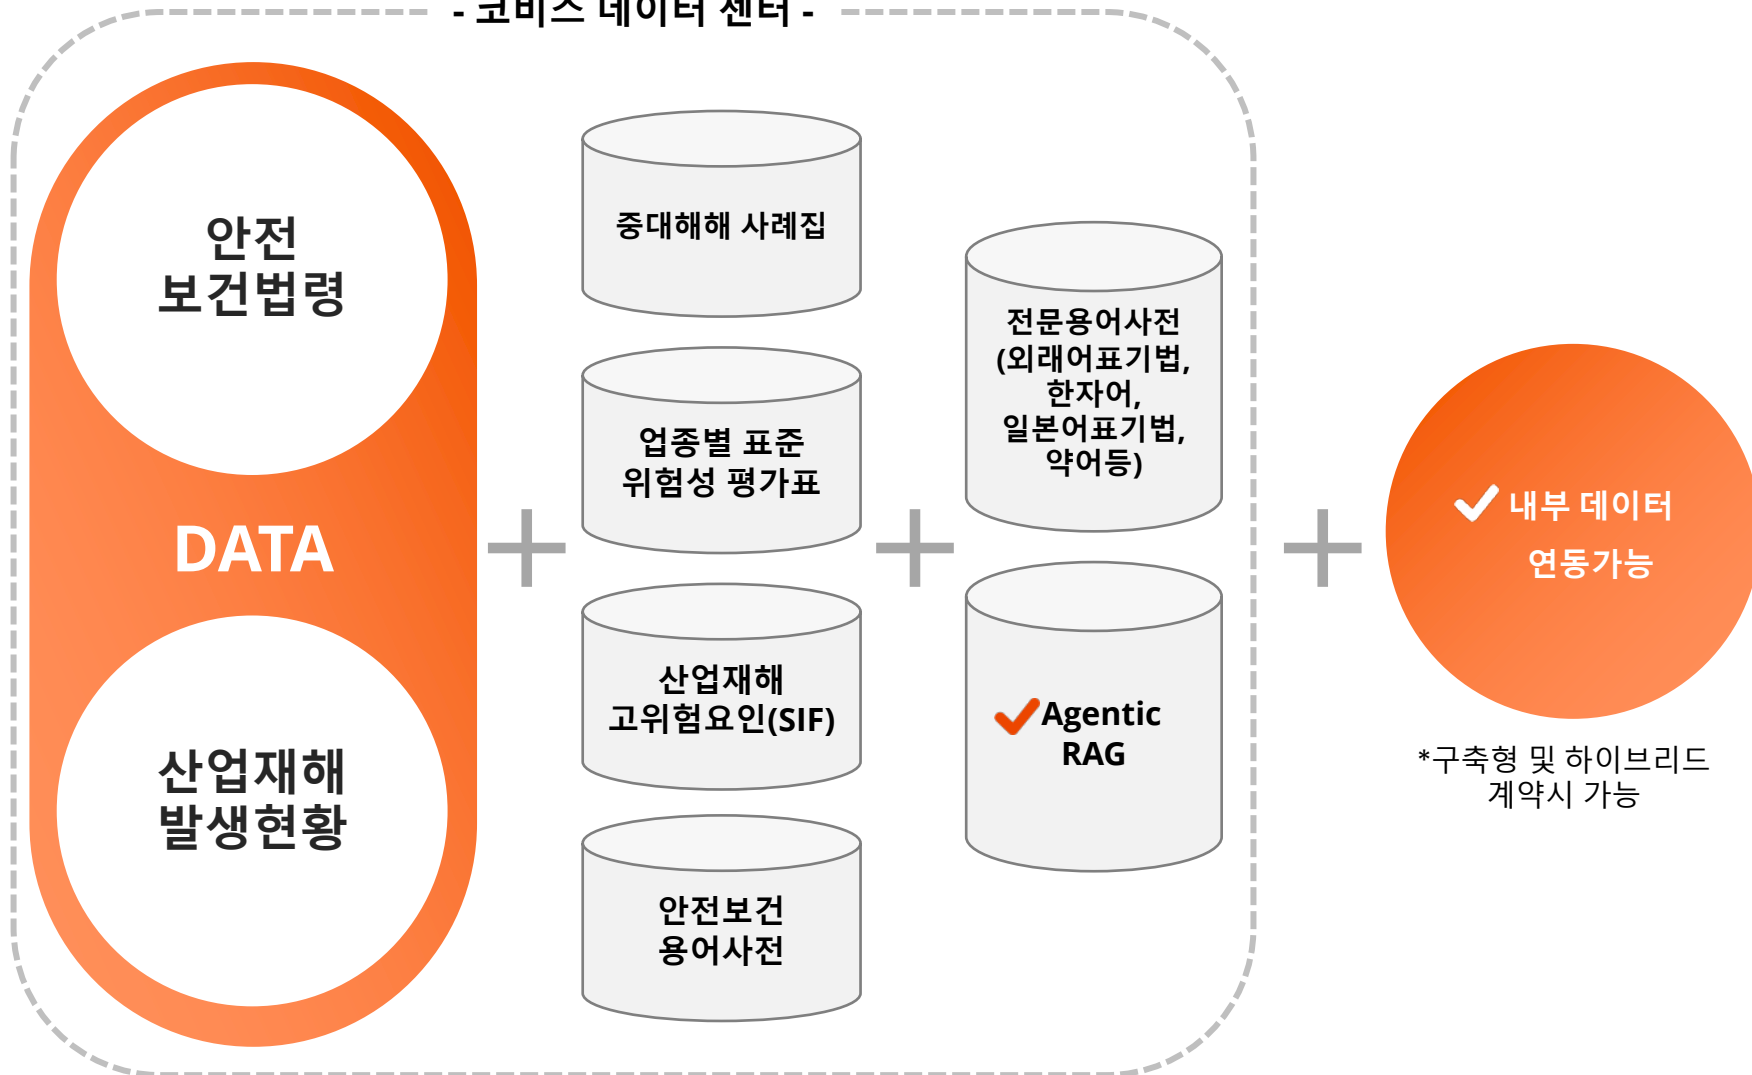 - 코비스 데이터 센터 -
안전
보건법령
DATA
산업재해
발생현황
중대해해 사례집
업종별 표준
위험성 평가표
산업재해
고위험요인(SIF)
안전보건
용어사전
전문용어사전
(외래어표기법,
한자어,
일본어표기법,
약어등)
Agentic
RAG
내부 데이터
연동가능
*구축형 및 하이브리드
계약시 가능